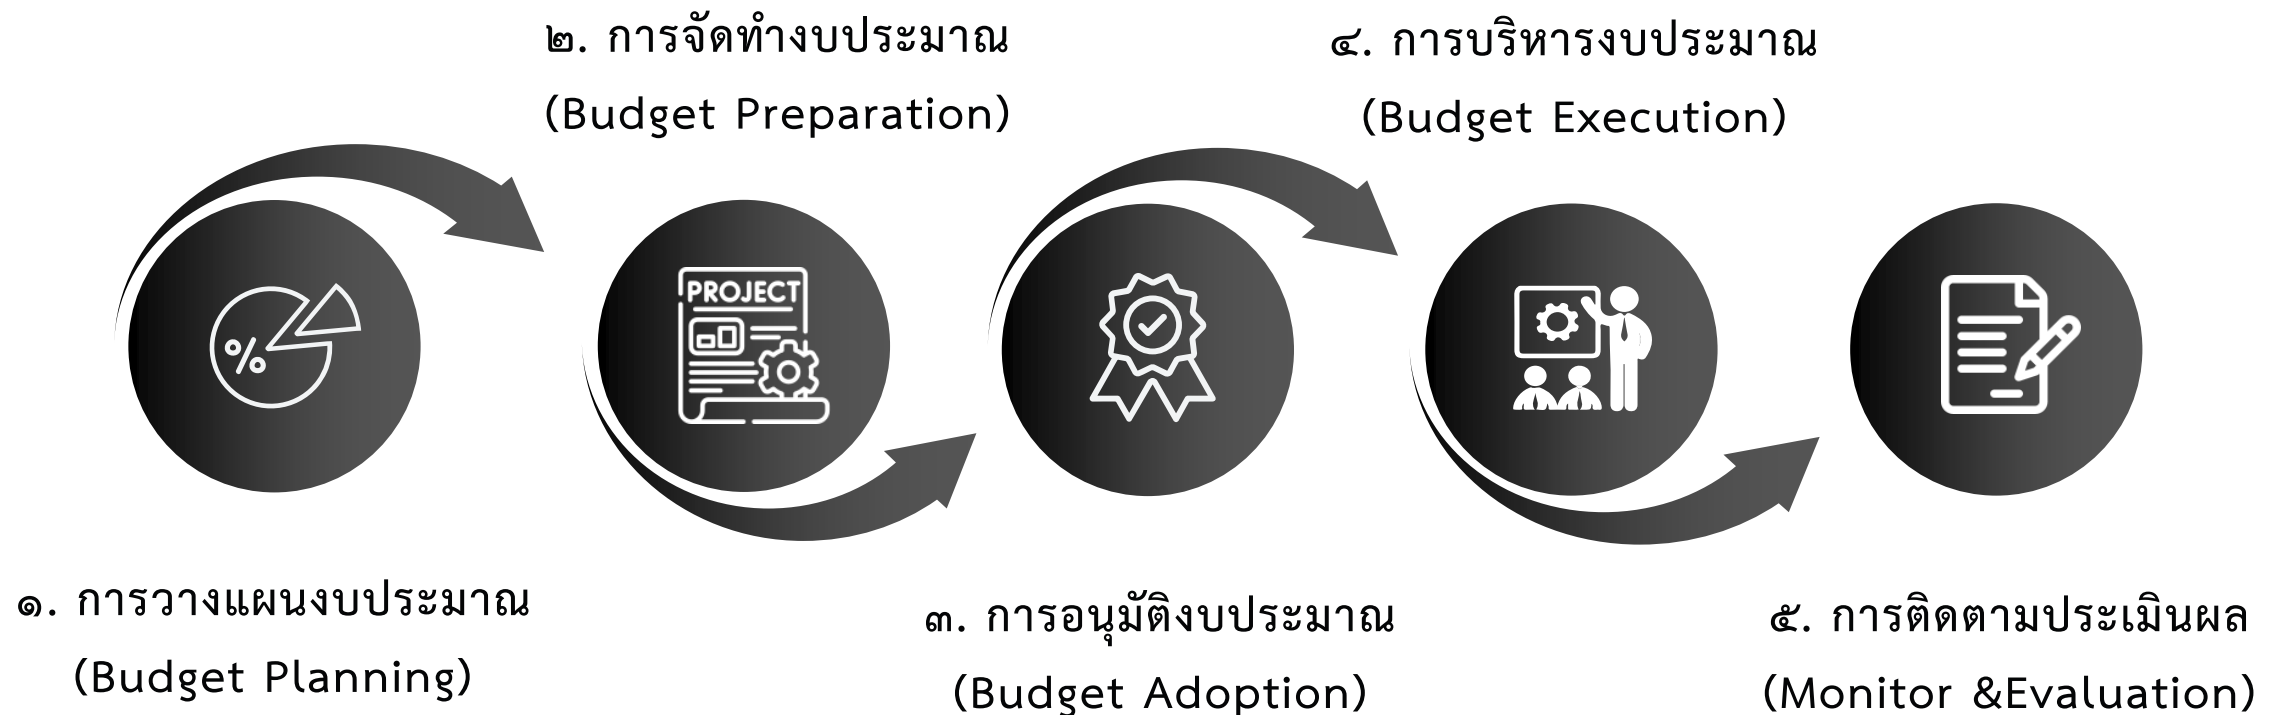 ๑. การวางแผนงบประมาณ
(Budget Planning)
๒. การจัดทำงบประมาณ
(Budget Preparation)
PROJECT
๓. การอนุมัติงบประมาณ
(Budget Adoption)
๔. การบริหารงบประมาณ
(Budget Execution)
๕. การติดตามประเมินผล
(Monitor &Evaluation)
%